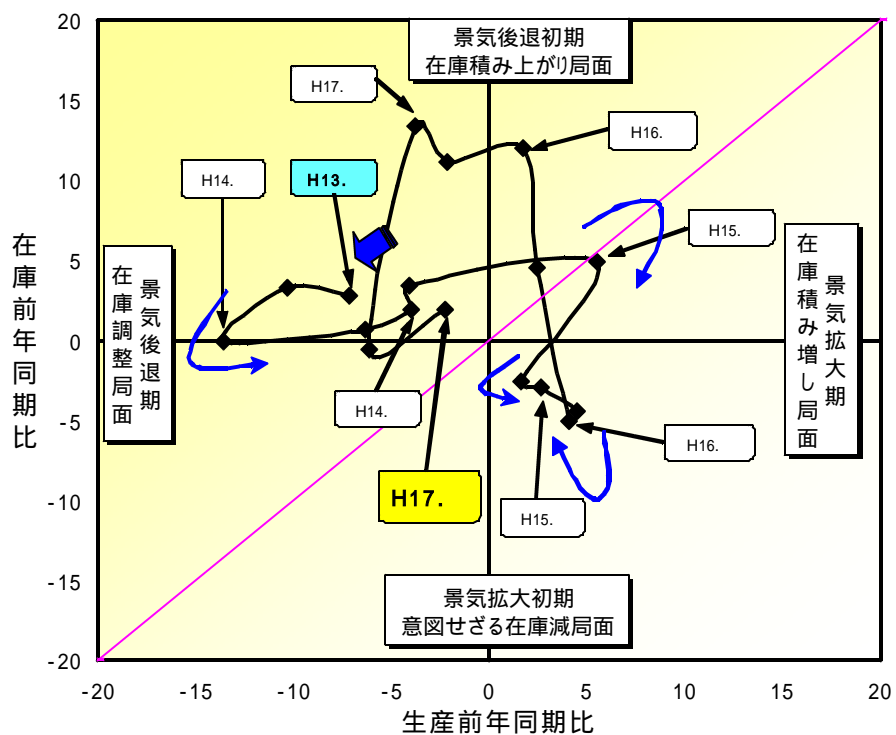 20
15
10
5
0
-5
-10
-15
-20
-20
-15
-10
-5
0
5
10
15
20
在庫前年同期比
生産前年同期比
景気後退初期
在庫積み上がり局面
H17.
H16.
H14.
H13.
H15.
景気後退期
在庫調整局面
景気拡大期
在庫積み増し局面
H14.
H16.
H17.
H15.
景気拡大初期
意図せざる在庫減局面